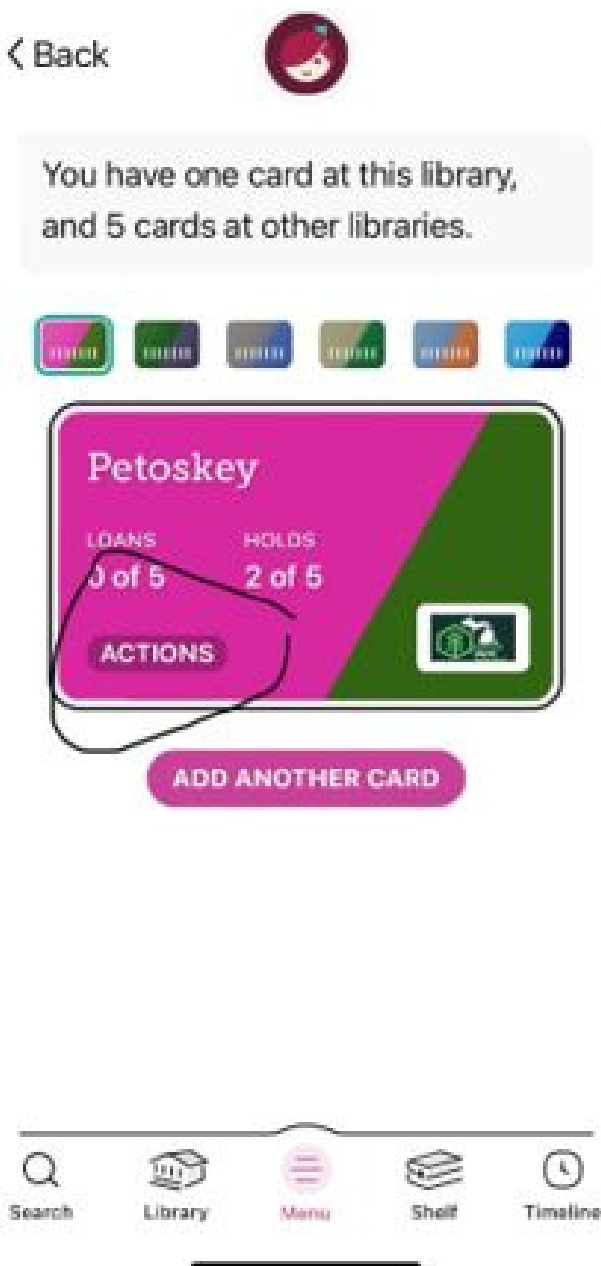 Back
You have one card at this library,
and 5 cards at other libraries.
Petoskey
LOANS HOLDS
0 of 5 2 of 5
ACTIONS
ADD ANOTHER CARD
Search Library Menu Shelf Timeline